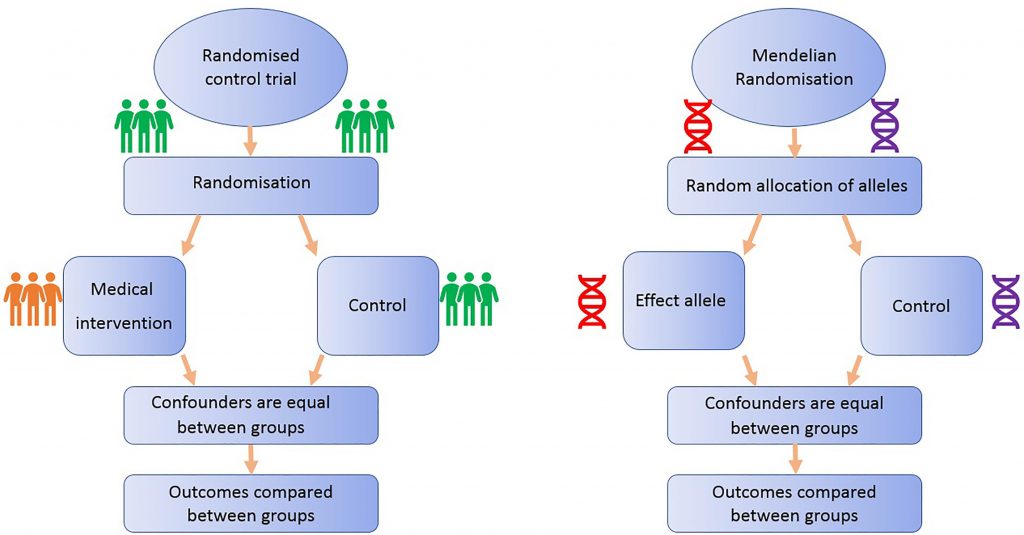 Randomised
control trial
Randomisation
Medical
intervention
Control
Confounders are equal
between groups
Outcomes compared
between groups
Mendelian
Randomisation
Random allocation of alleles
Effect allele
Control
Confounders are equal
between groups
Outcomes compared
between groups